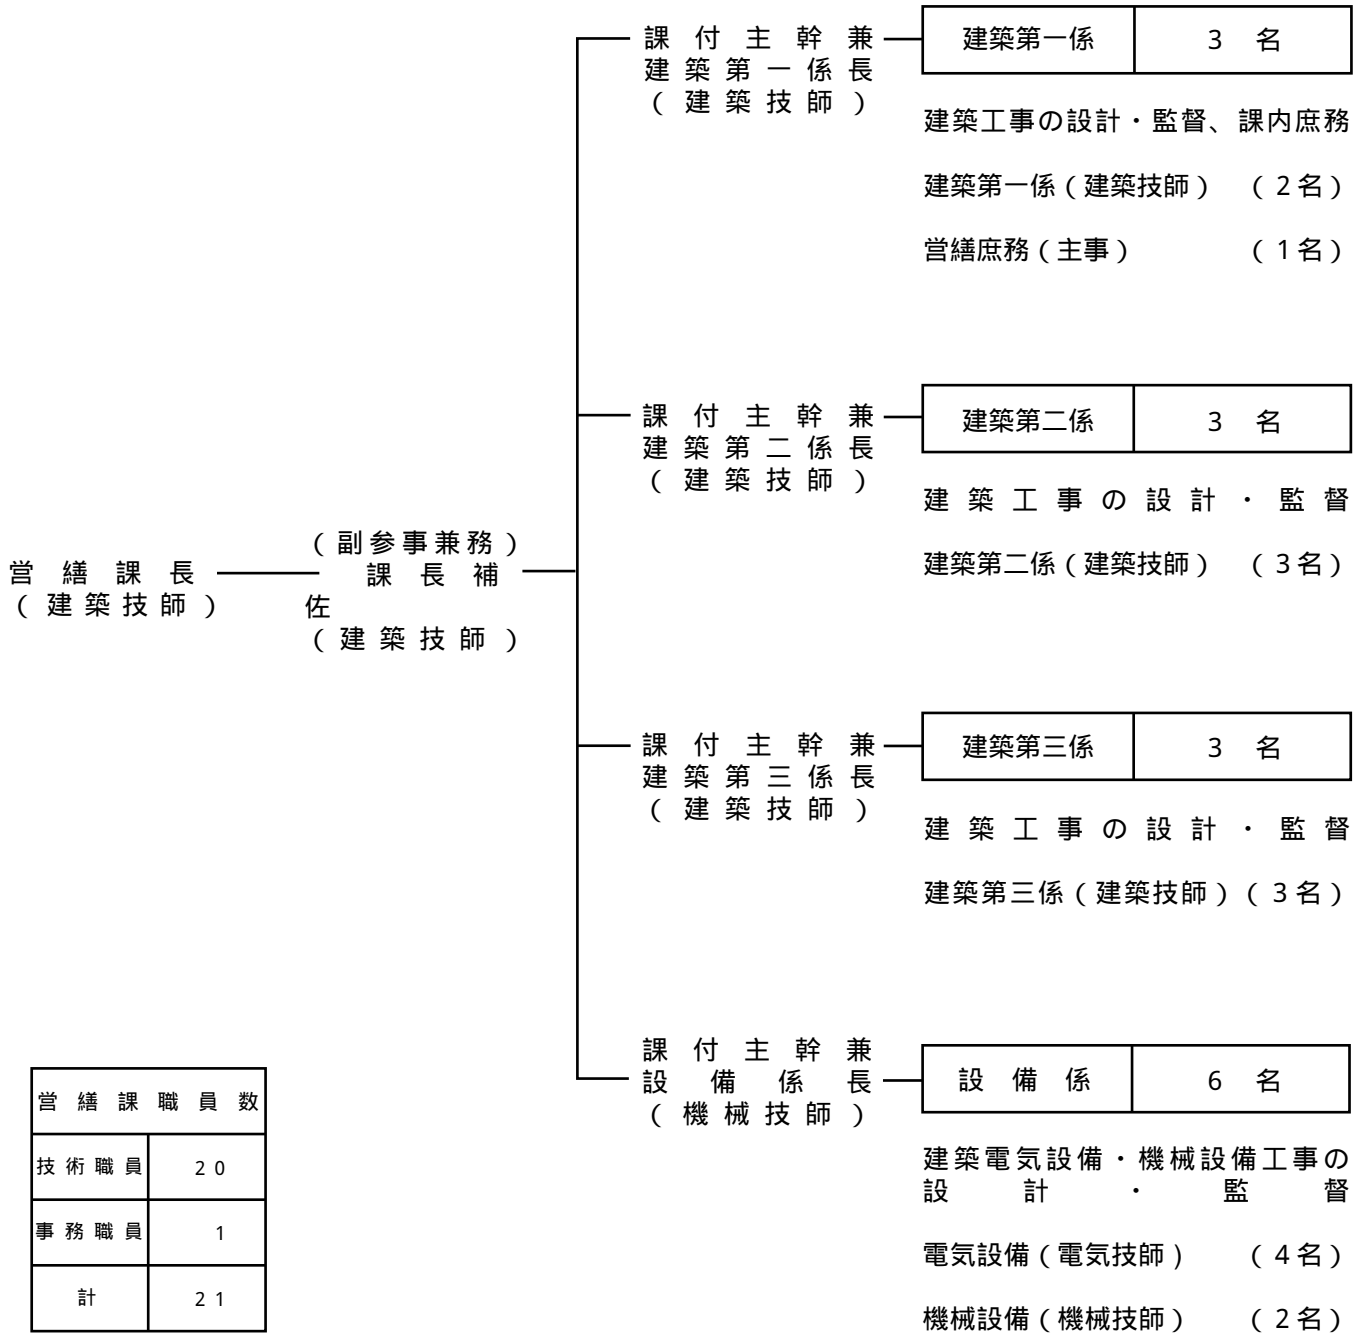 営繕課長
(建築技師)
(副参事兼務)
課長補
佐
(建築技師)
課付主幹兼
建築第一係長
(建築技師)
建築第一係 3 名
建築工事の設計・監督、課内庶務
建築第一係(建築技師) (2名)
営繕庶務(主事) (1名)
課付主幹兼
建築第二係長
(建築技師)
建築第二係 3 名
建築工事の設計・監督
建築第二係(建築技師) (3名)
課付主幹兼
建築第三係長
(建築技師)
建築第三係 3 名
建築工事の設計・監督
建築第三係(建築技師)(3名)
課付主幹兼
設備係長
(機械技師)
設備係 6 名
建築電気設備・機械設備工事の
設計・監督
電気設備(電気技師) (4名)
機械設備(機械技師) (2名)
営繕課職員数
技術職員 20
事務職員 1
計 21